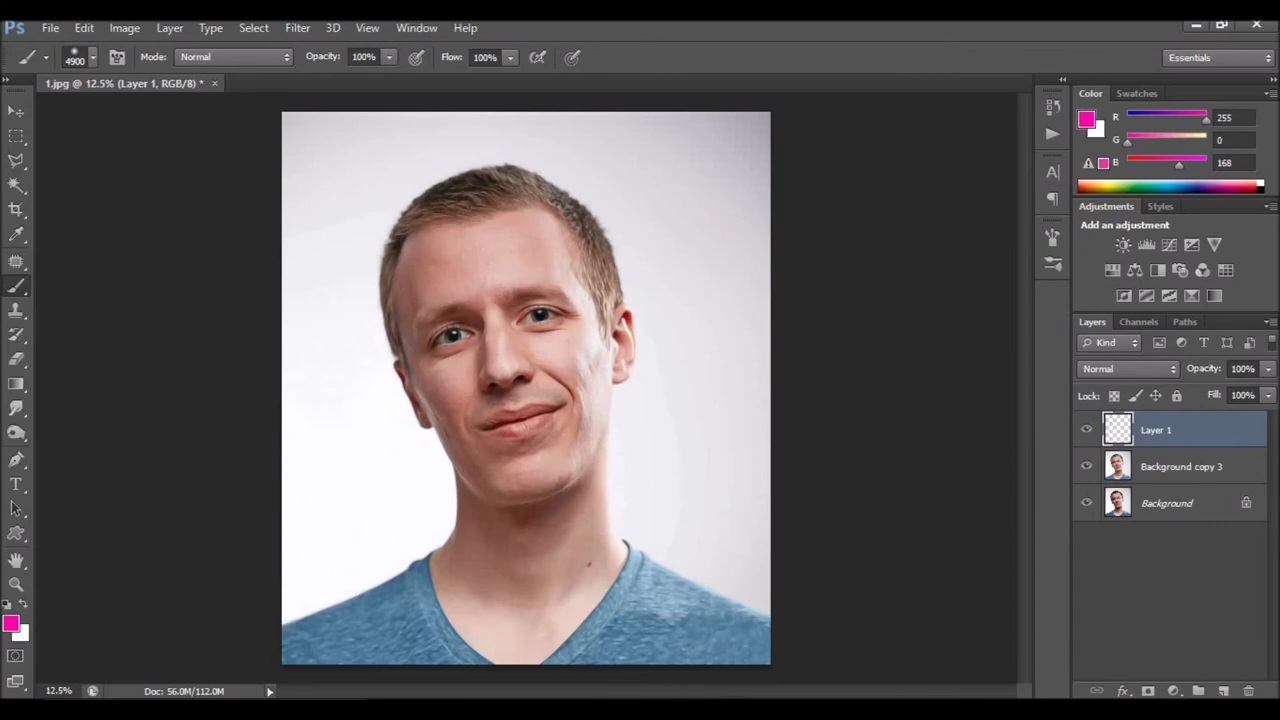 Ps File Edit Image Layer Type Select Filter 3D View Window Help
4900 Mode: Normal Opacity: 100% Flow: 100% Essentials
1.jpg @ 12.5% (Layer 1, RGB/8) * ×
Color Swatches
R 255
G 0
B 168
Adjustments Styles
Add an adjustment
Layers Channels Paths
Kind
Normal Opacity: 100%
Lock: Fill: 100%
Layer 1
Background copy 3
Background
12.5% Doc: 56.0M/112.0M